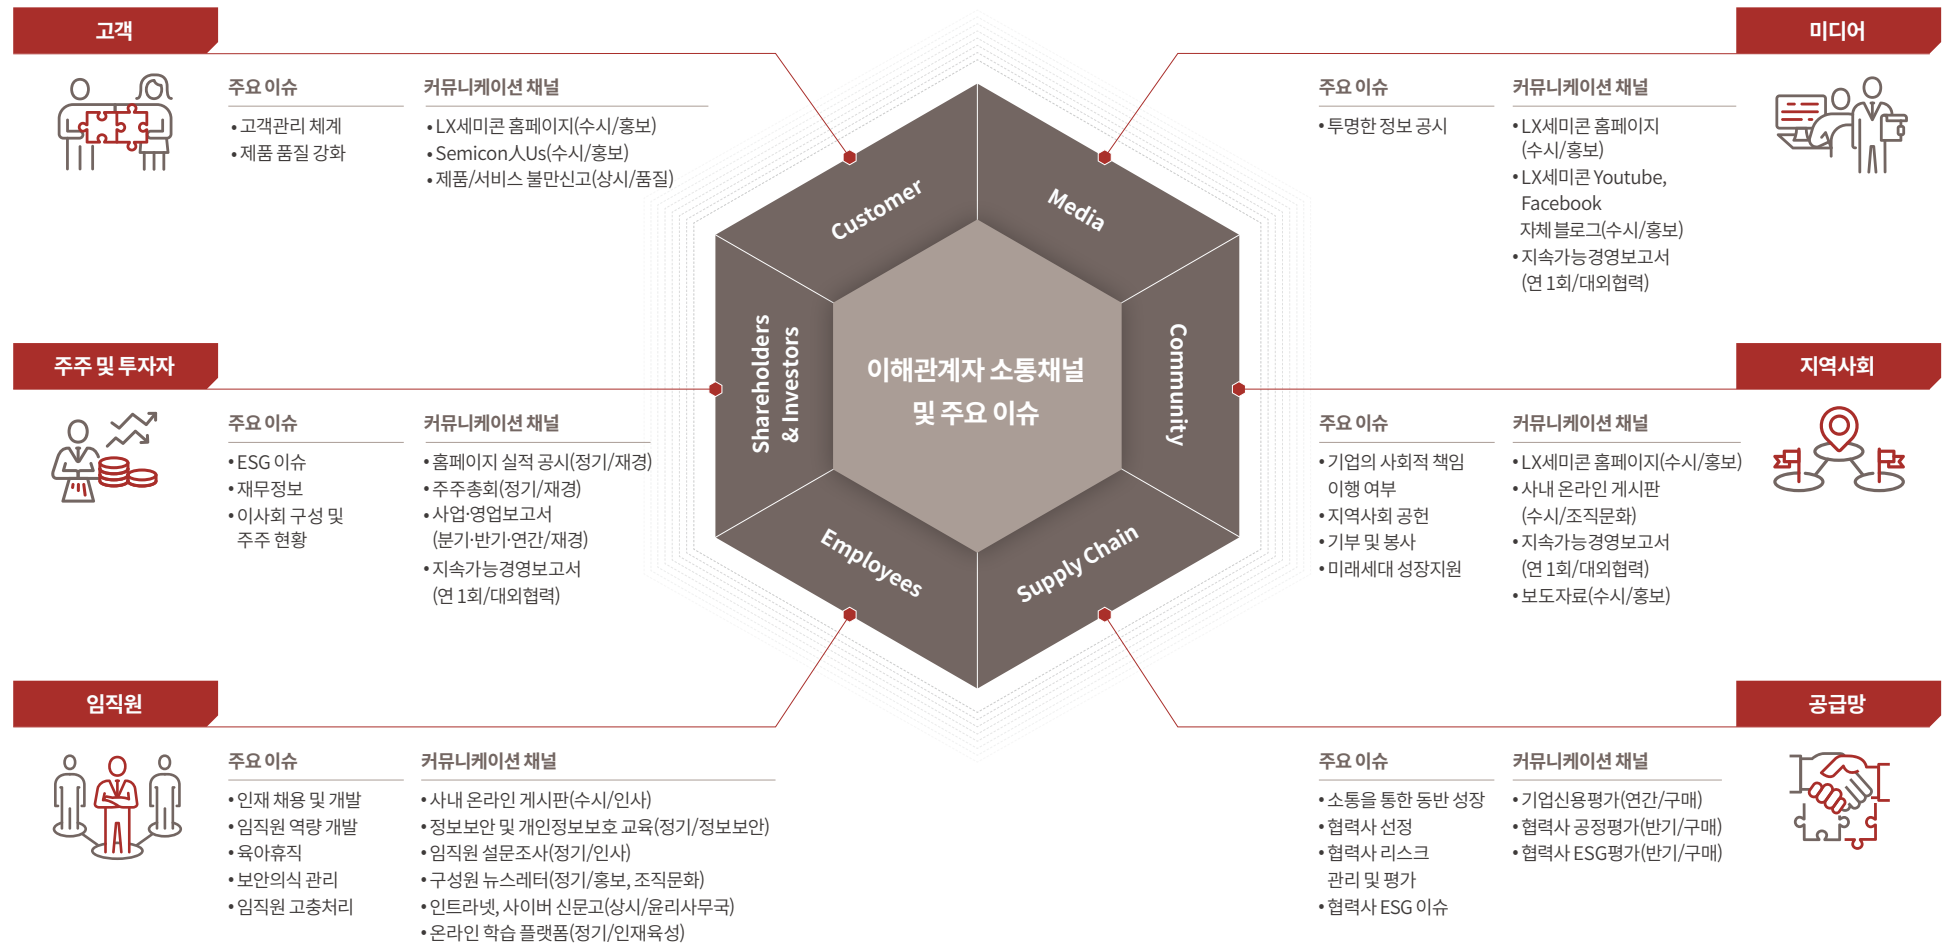 고객
주요 이슈
• 고객관리 체계
• 제품 품질 강화
커뮤니케이션 채널
• LX세미콘 홈페이지(수시/홍보)
• Semicon人Us(수시/홍보)
• 제품/서비스 불만신고(상시/품질)
주주 및 투자자
주요 이슈
• ESG 이슈
• 재무정보
• 이사회 구성 및
주주 현황
커뮤니케이션 채널
• 홈페이지 실적 공시(정기/재경)
• 주주총회(정기/재경)
• 사업·영업보고서
(분기·반기·연간/재경)
• 지속가능경영보고서
(연 1회/대외협력)
임직원
주요 이슈
• 인재 채용 및 개발
• 임직원 역량 개발
• 육아휴직
• 보안의식 관리
• 임직원 고충처리
커뮤니케이션 채널
• 사내 온라인 게시판(수시/인사)
• 정보보안 및 개인정보보호 교육(정기/정보보안)
• 임직원 설문조사(정기/인사)
• 구성원 뉴스레터(정기/홍보, 조직문화)
• 인트라넷, 사이버 신문고(상시/윤리사무국)
• 온라인 학습 플랫폼(정기/인재육성)
Customer
Media
Shareholders
& Investors
이해관계자 소통채널
및 주요 이슈
Community
Employees
Supply Chain
미디어
주요 이슈
• 투명한 정보 공시
커뮤니케이션 채널
• LX세미콘 홈페이지
(수시/홍보)
• LX세미콘 Youtube,
Facebook
자체 블로그(수시/홍보)
• 지속가능경영보고서
(연 1회/대외협력)
지역사회
주요 이슈
• 기업의 사회적 책임
이행 여부
• 지역사회 공헌
• 기부 및 봉사
• 미래세대 성장지원
커뮤니케이션 채널
• LX세미콘 홈페이지(수시/홍보)
• 사내 온라인 게시판
(수시/조직문화)
• 지속가능경영보고서
(연 1회/대외협력)
• 보도자료(수시/홍보)
공급망
주요 이슈
• 소통을 통한 동반 성장
• 협력사 선정
• 협력사 리스크
관리 및 평가
• 협력사 ESG 이슈
커뮤니케이션 채널
• 기업신용평가(연간/구매)
• 협력사 공정평가(반기/구매)
• 협력사 ESG평가(반기/구매)